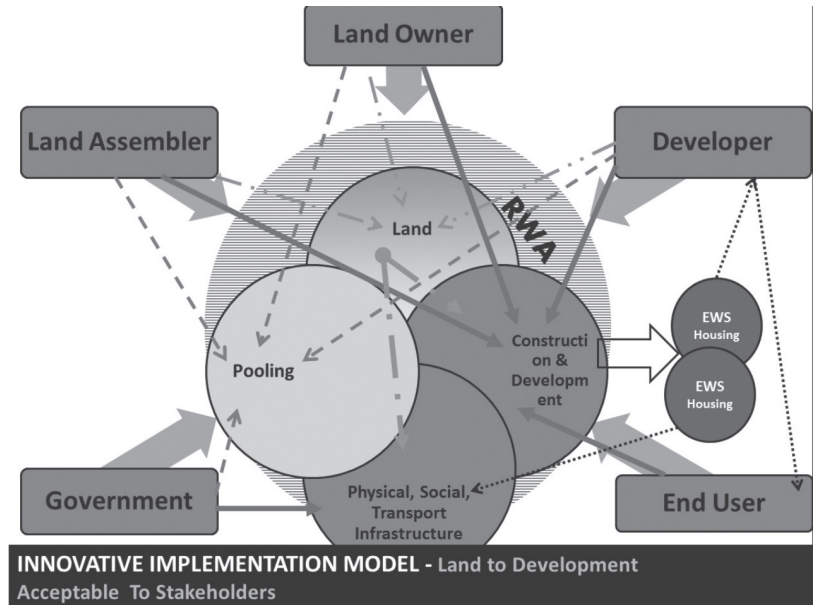 Land Owner
Land Assembler
Developer
RWA
Land
EWS
Housing
Constructi
on &
Developm
ent
Pooling
EWS
Housing
Government
Physical, Social,
Transport
Infrastructure
End User
INNOVATIVE IMPLEMENTATION MODEL - Land to Development
Acceptable To Stakeholders